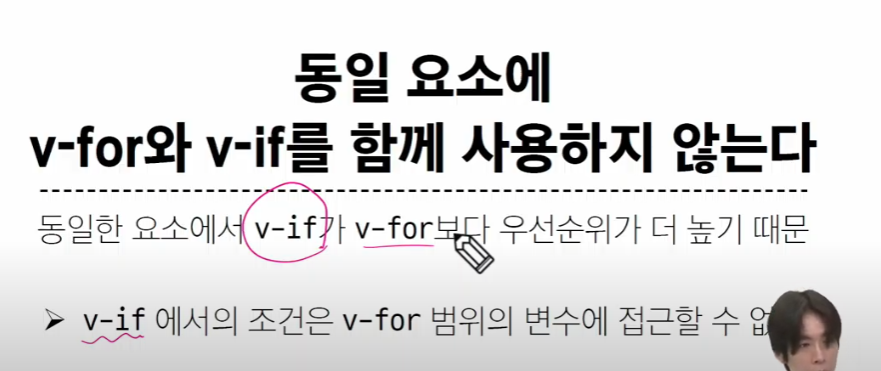 동일 요소에
v-for와 v-if를 함께 사용하지 않는다
동일한 요소에서 v-if가 v-for보다 우선순위가 더 높기 때문
➤ v-if 에서의 조건은 v-for 범위의 변수에 접근할 수